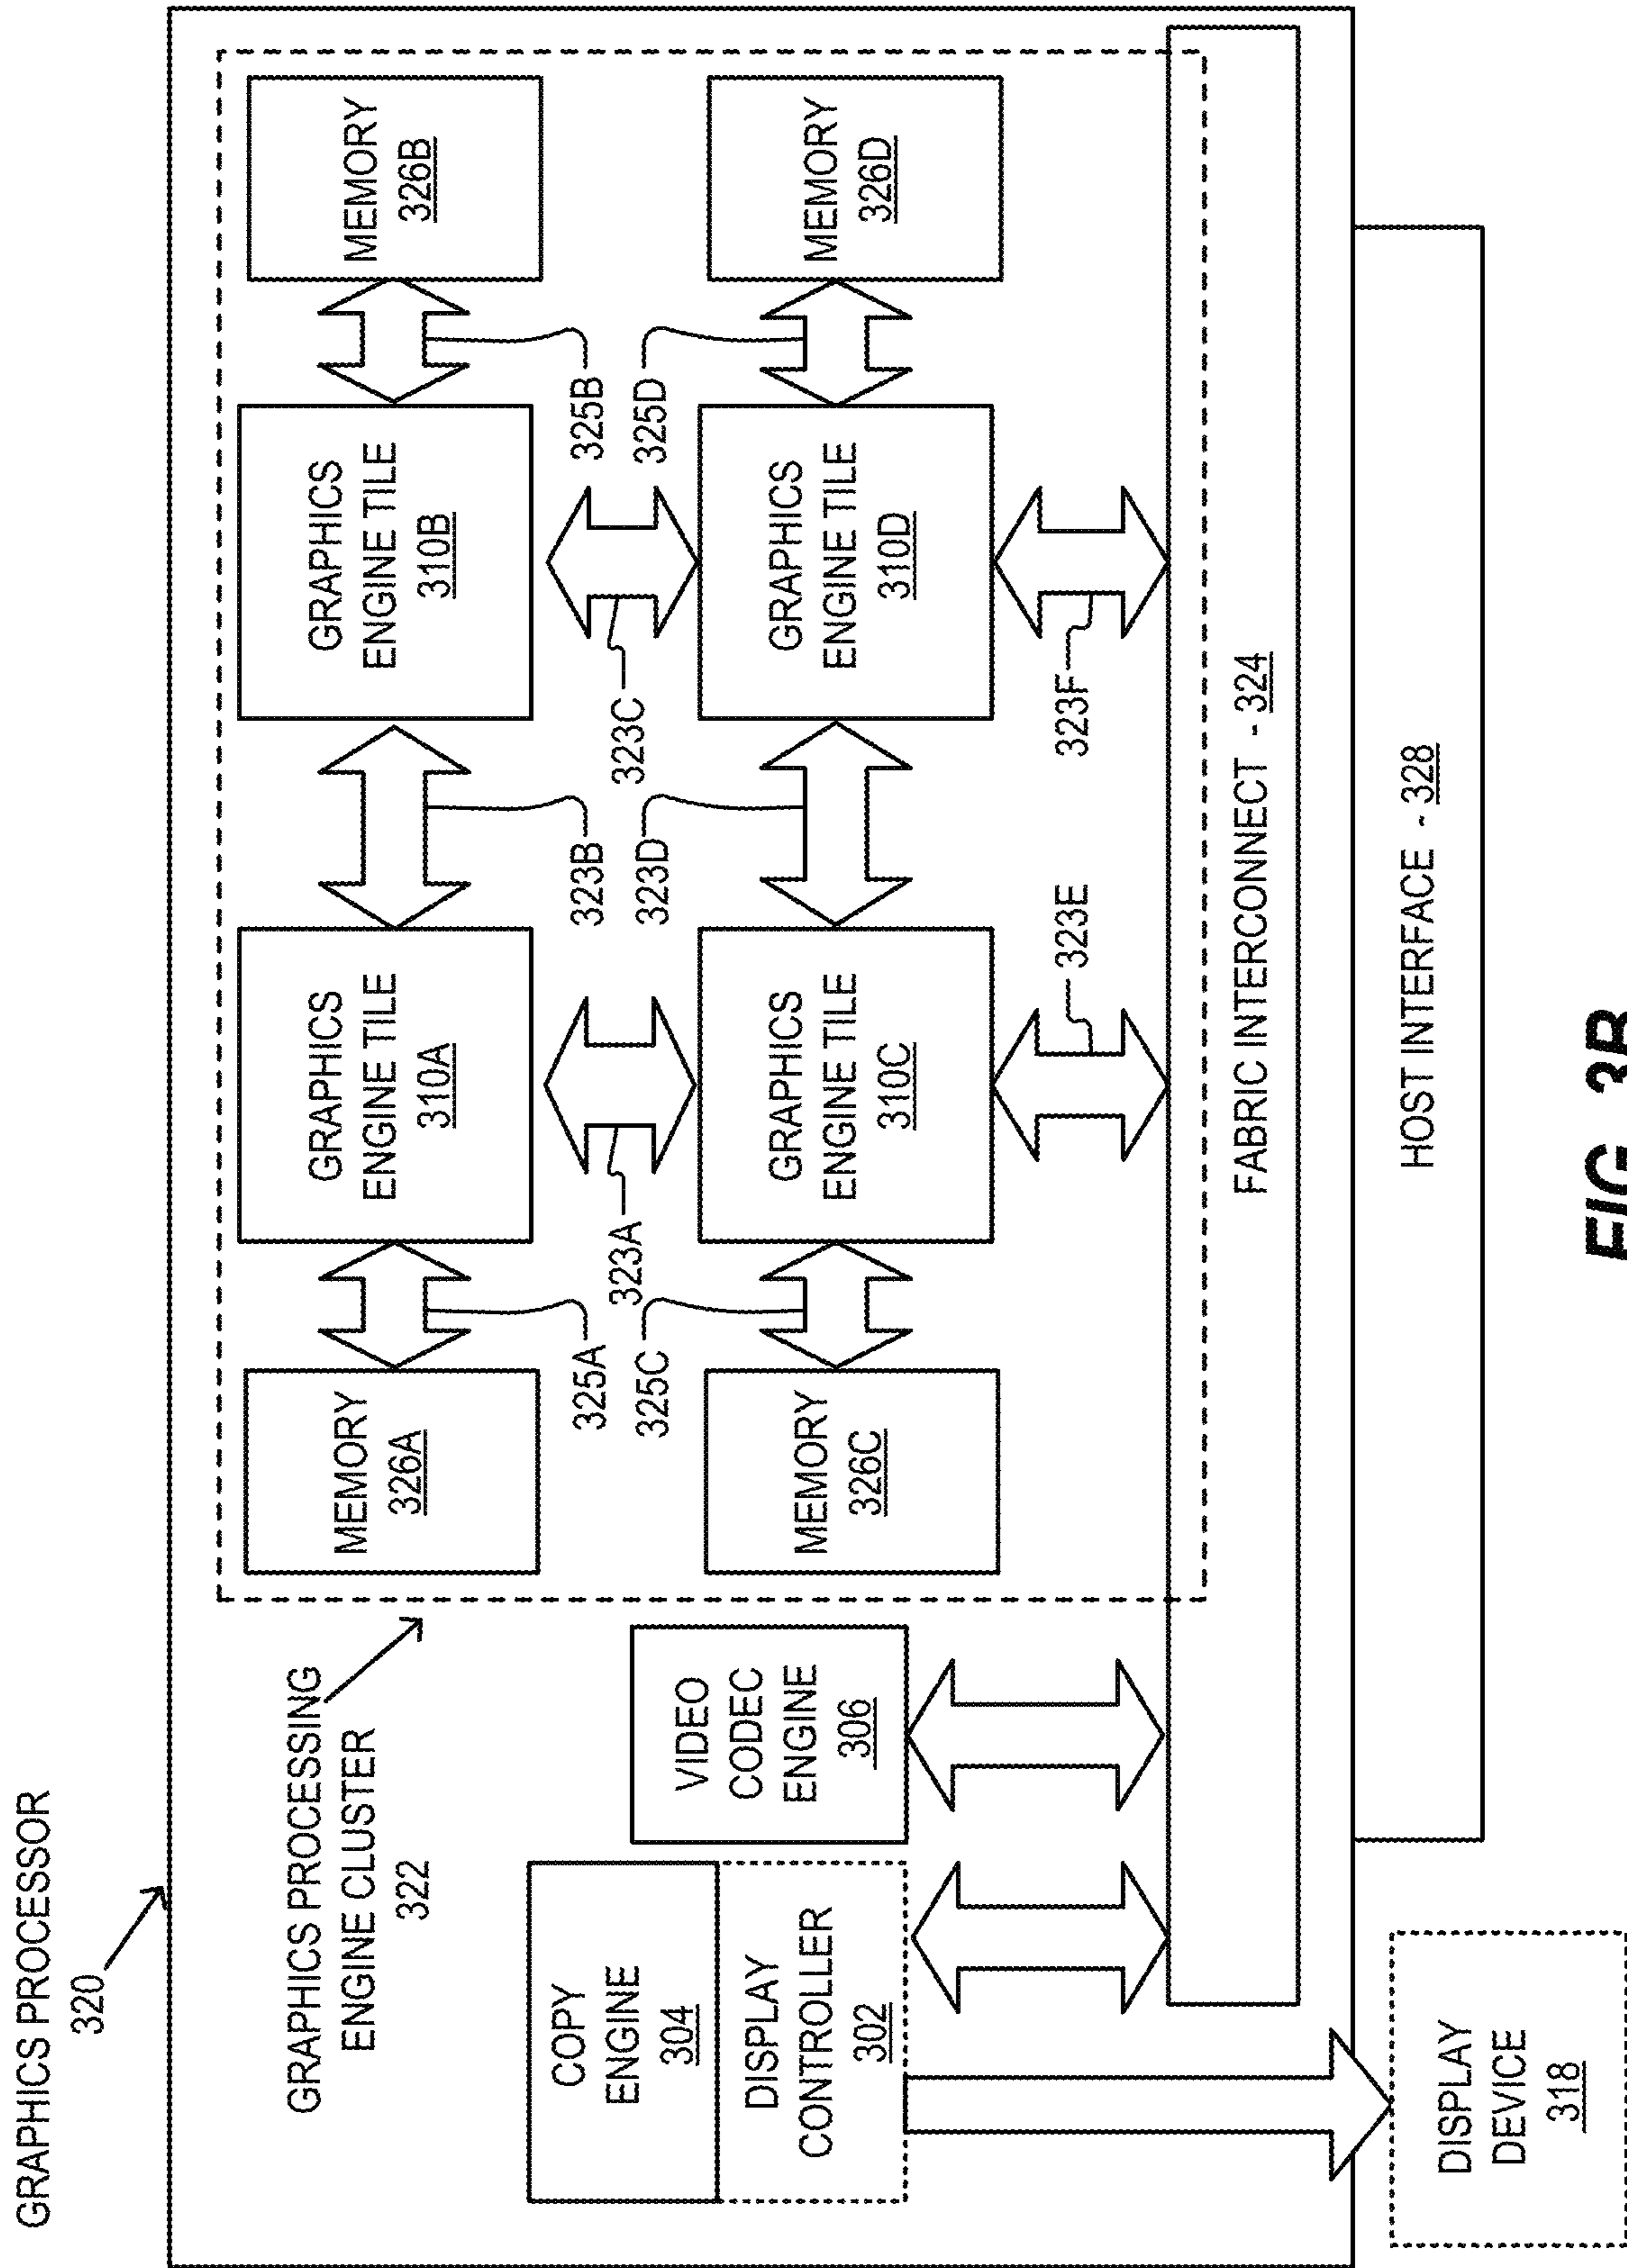 GRAPHICS PROCESSOR
320
GRAPHICS PROCESSING
ENGINE CLUSTER
322
MEMORY
326A
325A
GRAPHICS
ENGINE TILE
310A
323B
GRAPHICS
ENGINE TILE
310B
325B
MEMORY
326B
323A
323C
MEMORY
326C
325C
GRAPHICS
ENGINE TILE
310C
323D
GRAPHICS
ENGINE TILE
310D
325D
MEMORY
326D
COPY
ENGINE
304
DISPLAY
CONTROLLER
302
VIDEO
CODEC
ENGINE
306
323E
323F
FABRIC INTERCONNECT - 324
HOST INTERFACE - 328
DISPLAY
DEVICE
318
FIG. 3B